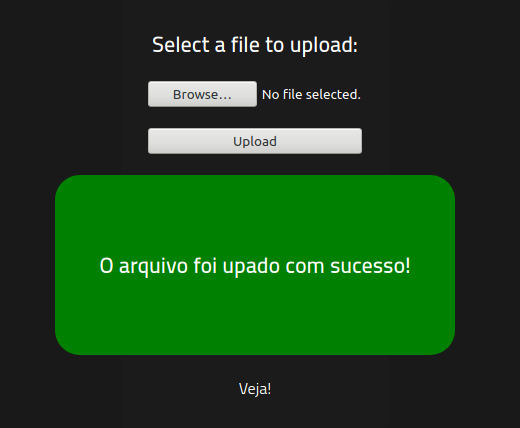 Select a file to upload:
Browse... No file selected.
Upload
O arquivo foi upado com sucesso!
Veja!